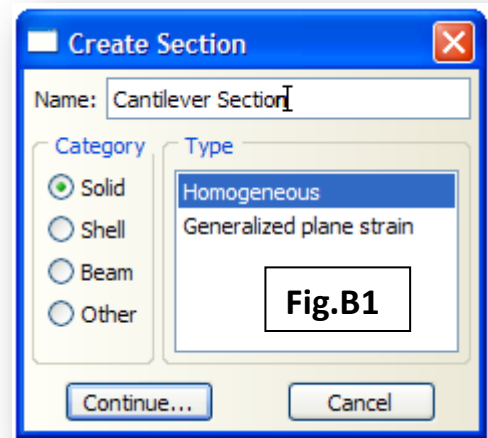 Create Section
Name: Cantilever Section
Category
Type
Solid
Shell
Beam
Other
Homogeneous
Generalized plane strain
Fig.B1
Continue...
Cancel